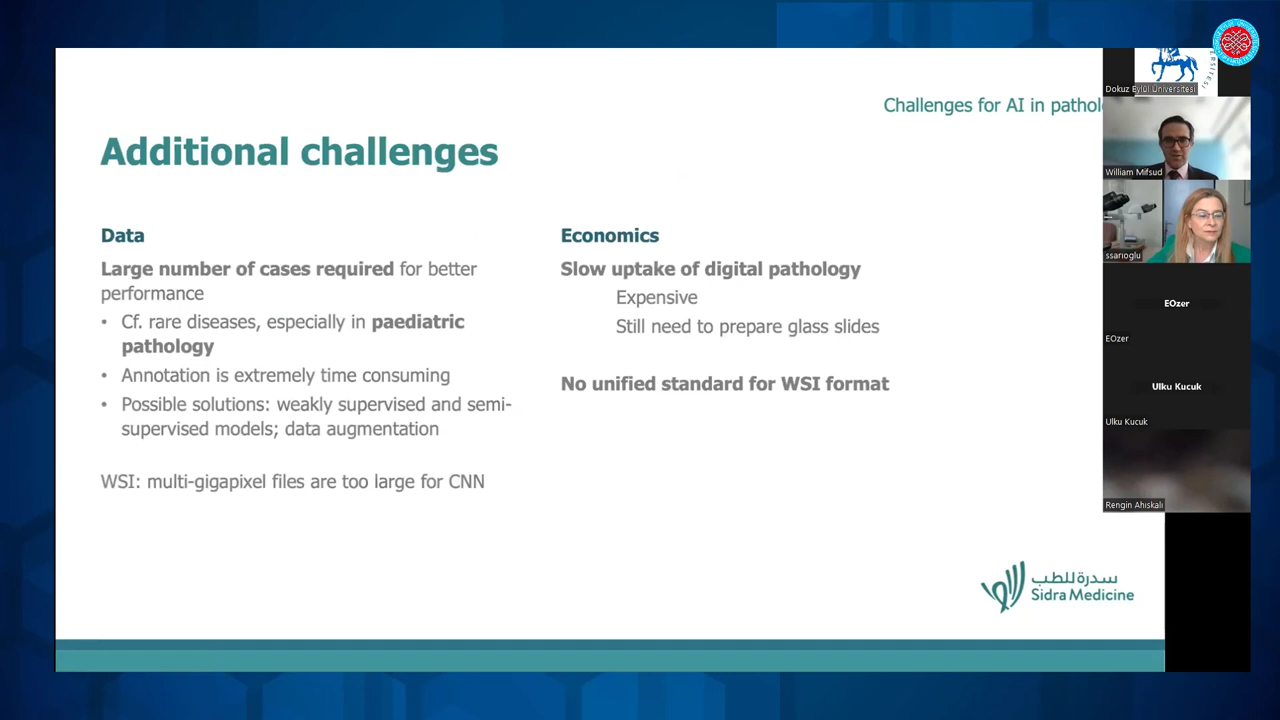 Challenges for AI in pathol
Additional challenges
Data
Large number of cases required for better
performance
• Cf. rare diseases, especially in paediatric
pathology
• Annotation is extremely time consuming
• Possible solutions: weakly supervised and semi-
supervised models; data augmentation
WSI: multi-gigapixel files are too large for CNN
Economics
Slow uptake of digital pathology
Expensive
Still need to prepare glass slides
No unified standard for WSI format
سدرة للطب
Sidra Medicine
Dokuz Eylül Üniversitesi
William Mifsud
ssarioglu
EOzer
EOzer
Ulku Kucuk
Ulku Kucuk
Rengin Ahıskalı